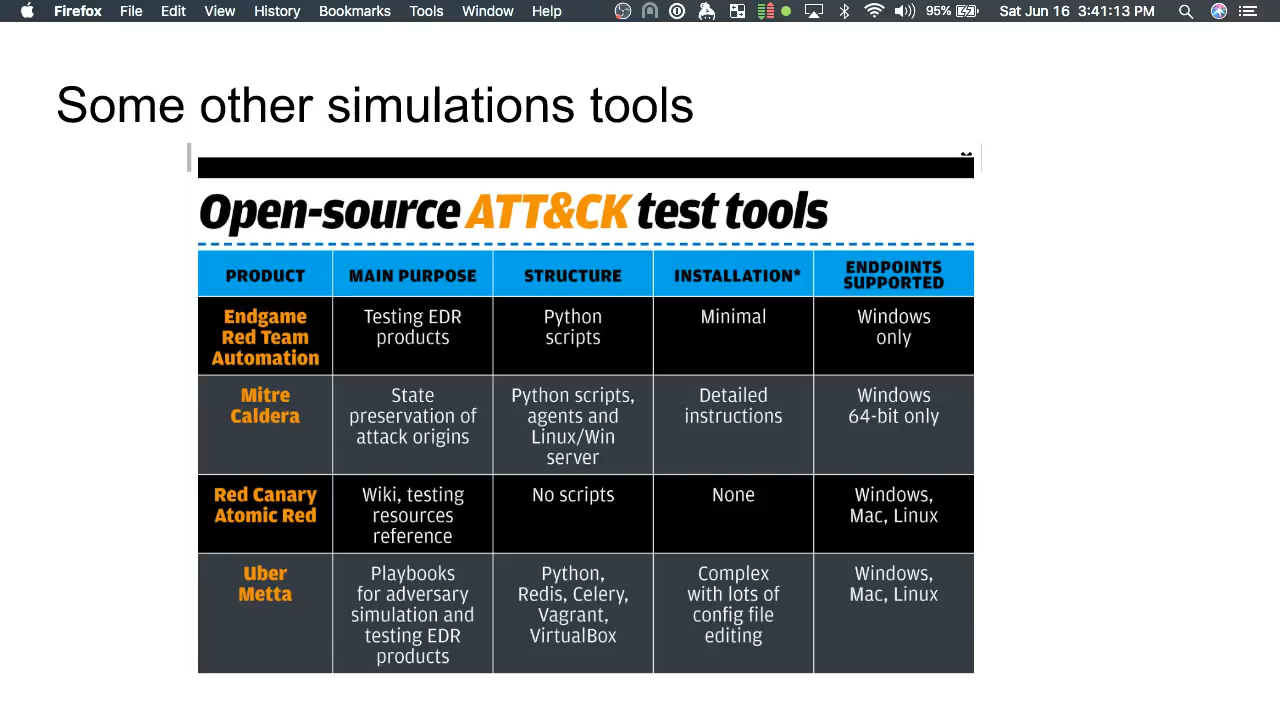 Firefox File Edit View History Bookmarks Tools Window Help 95% Sat Jun 16 3:41:13 PM
Some other simulations tools
Open-source ATT&CK test tools
PRODUCT MAIN PURPOSE STRUCTURE INSTALLATION* ENDPOINTS SUPPORTED
Endgame
Red Team
Automation
Testing EDR
products
Python
scripts
Minimal
Windows
only
Mitre
Caldera
State
preservation of
attack origins
Python scripts,
agents and
Linux/Win
server
Detailed
instructions
Windows
64-bit only
Red Canary
Atomic Red
Wiki, testing
resources
reference
No scripts
None
Windows,
Mac, Linux
Uber
Metta
Playbooks
for adversary
simulation and
testing EDR
products
Python,
Redis, Celery,
Vagrant,
VirtualBox
Complex
with lots of
config file
editing
Windows,
Mac, Linux